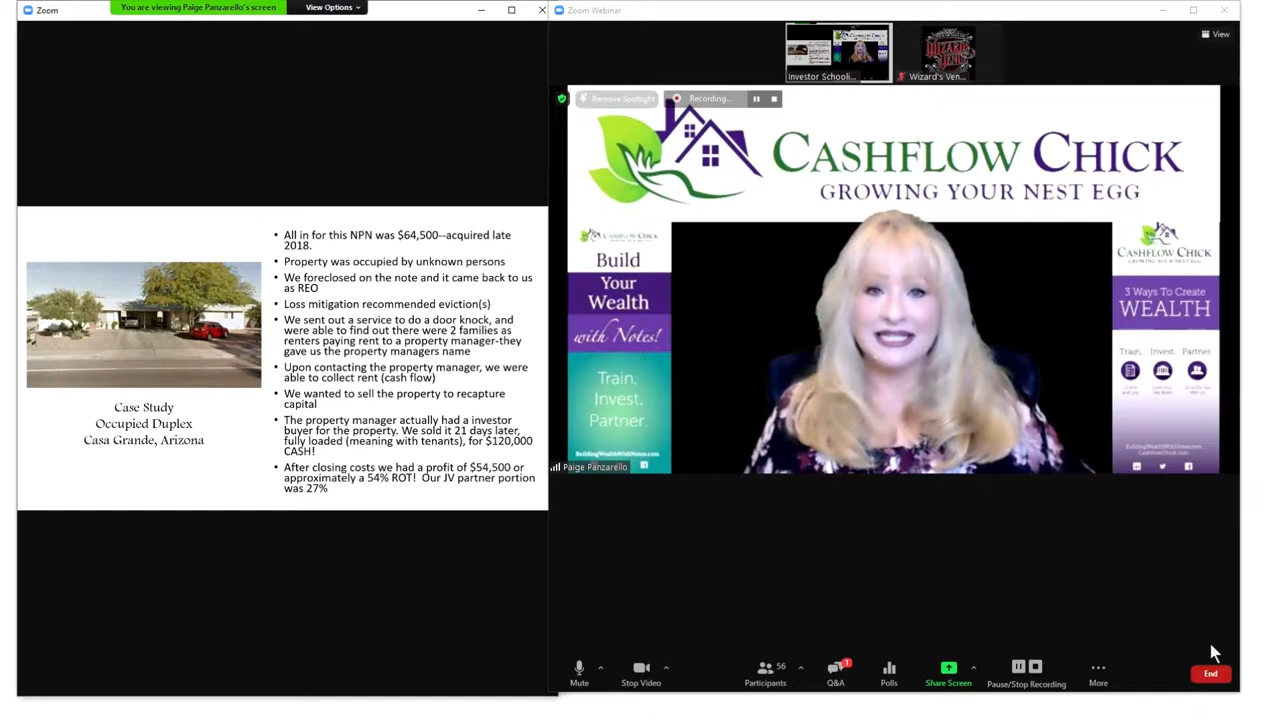 Zoom
You are viewing Paige Panzarello's screen
View Options
Zoom Webinar
View
Investor Schooli...
Wizard's Ven...
Remove Spotlight
Recording...
CASHFLOW CHICK
GROWING YOUR NEST EGG
• All in for this NPN was $64,500--acquired late
2018.
• Property was occupied by unknown persons
• We foreclosed on the note and it came back to us
as REO
• Loss mitigation recommended eviction(s)
• We sent out a service to do a door knock, and
were able to find out there were 2 families as
renters paying rent to a property manager-they
gave us the property managers name
• Upon contacting the property manager, we were
able to collect rent (cash flow)
• We wanted to sell the property to recapture
capital
• The property manager actually had a investor
buyer for the property. We sold it 21 days later,
fully loaded (meaning with tenants), for $120,000
CASH!
• After closing costs we had a profit of $54,500 or
approximately a 54% ROT! Our JV partner portion
was 27%
Case Study
Occupied Duplex
Casa Grande, Arizona
CASHFLOW CHICK
Build
Your
Wealth
with Notes!
Train.
Invest.
Partner.
BuildingWealthWithNotes.com
CASHFLOW CHICK
3 Ways To Create
WEALTH
Train. Invest. Partner.
BuildingWealthWithNotes.com
CashflowChick.com
Paige Panzarello
Mute
Stop Video
Participants
56
Q&A
1
Polls
Share Screen
Pause/Stop Recording
More
End